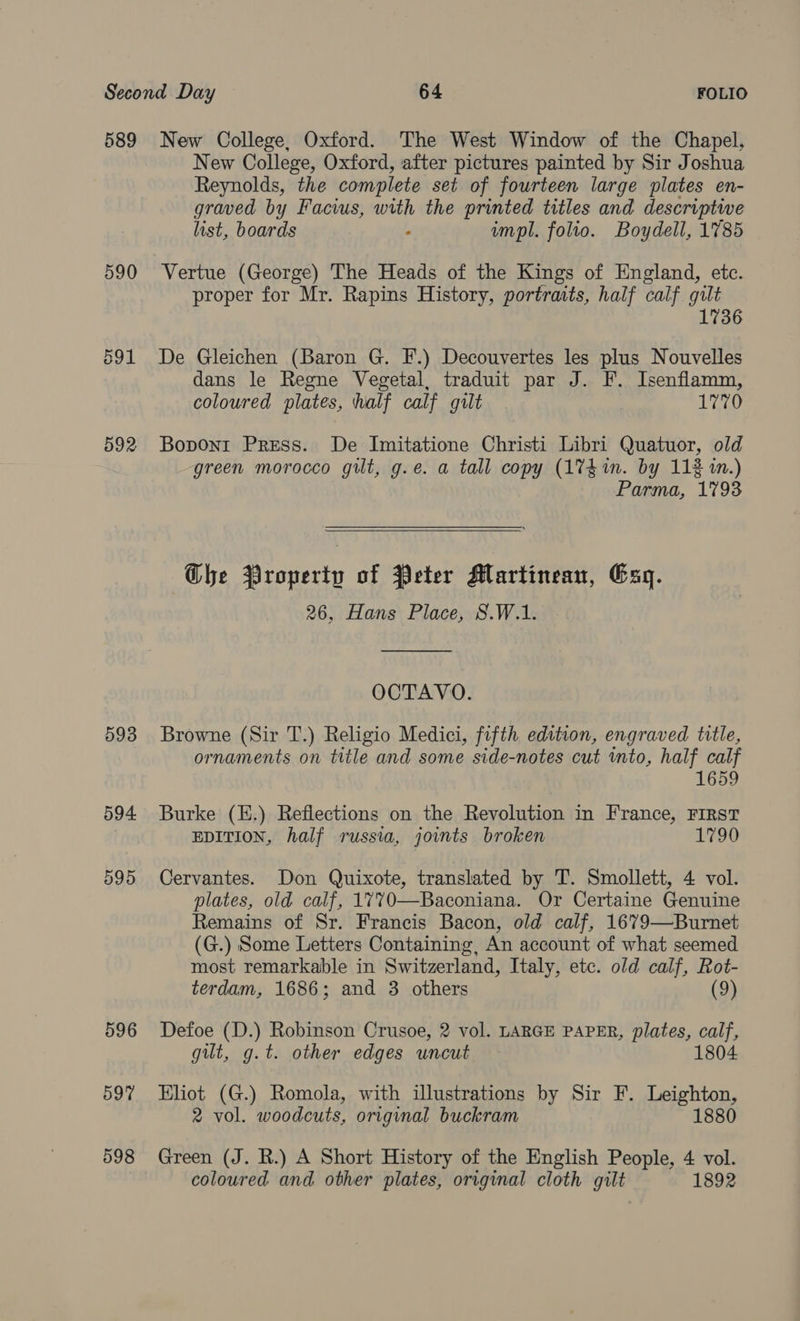 Second Day 64 FOLIO
589 New College, Oxford. The West Window of the Chapel,
New College, Oxford, after pictures painted by Sir Joshua
Reynolds, the complete set of fourteen large plates en-
graved by Facius, with the printed titles and descriptive
list, boards impl. folio. Boydell, 1785
590 Vertue (George) The Heads of the Kings of England, etc.
proper for Mr. Rapins History, portraits, half calf gilt
1736
591 De Gleichen (Baron G. F.) Decouvertes les plus Nouvelles
dans le Regne Vegetal, traduit par J. F. Isenflamm,
coloured plates, half calf gilt 1770
592 BODONI PRESS. De Imitatione Christi Libri Quatuor, old
green morocco gilt, g.e. a tall copy (17¼ in. by 11¾ in.)
Parma, 1793
The Property of Peter Martineau, Esq.
26, Hans Place, S.W.1.
OCTAVO.
593 Browne (Sir T.) Religio Medici, fifth edition, engraved title,
ornaments on title and some side-notes cut into, half calf
1659
594 Burke (E.) Reflections on the Revolution in France, FIRST
EDITION, half russia, joints broken 1790
595 Cervantes. Don Quixote, translated by T. Smollett, 4 vol.
plates, old calf, 1770—Baconiana. Or Certaine Genuine
Remains of Sr. Francis Bacon, old calf, 1679—Burnet
(G.) Some Letters Containing, An account of what seemed
most remarkable in Switzerland, Italy, etc. old calf, Rot-
terdam, 1686; and 3 others (9)
596 Defoe (D.) Robinson Crusoe, 2 vol. LARGE PAPER, plates, calf,
gilt, g.t. other edges uncut 1804
597 Eliot (G.) Romola, with illustrations by Sir F. Leighton,
2 vol. woodcuts, original buckram 1880
598 Green (J. R.) A Short History of the English People, 4 vol.
coloured and other plates, original cloth gilt 1892